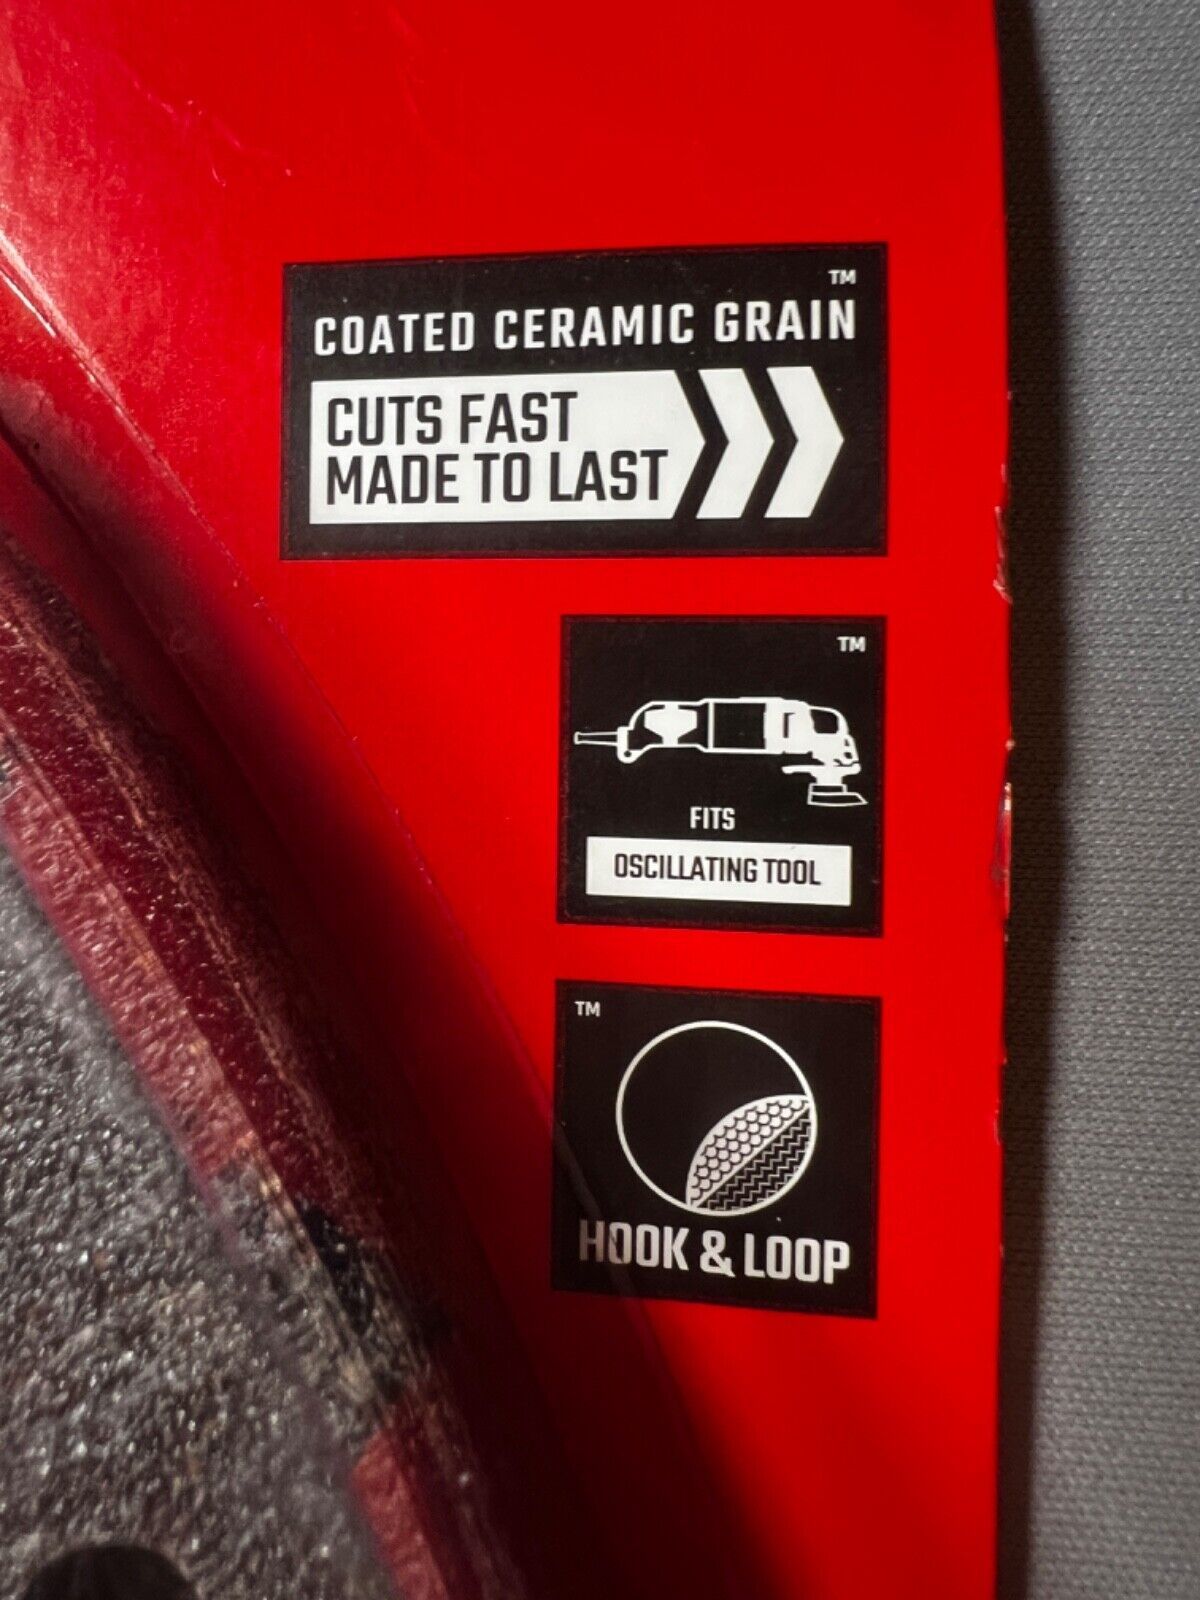 ™
COATED CERAMIC GRAIN
CUTS FAST
MADE TO LAST
™
FITS
OSCILLATING TOOL
™
HOOK & LOOP